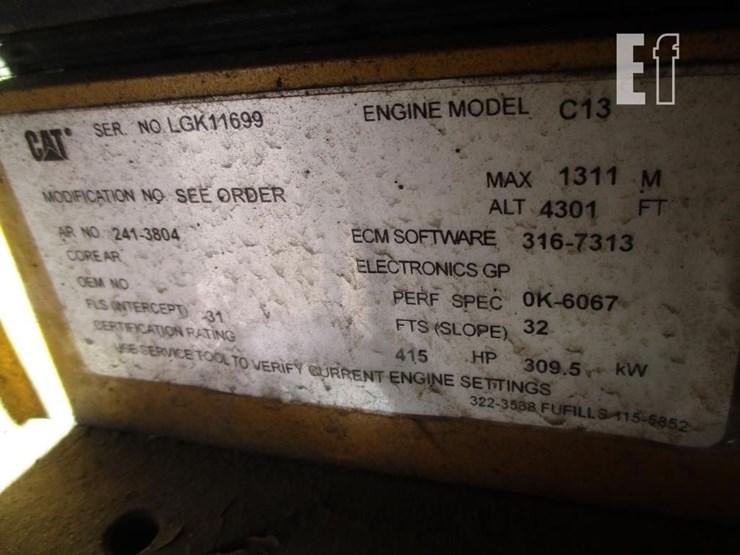 Ef
CAT SER. NO. LGK11699 ENGINE MODEL C13
MODIFICATION NO SEE ORDER MAX 1311 M
ALT 4301 FT
AR NO. 241-3804 ECM SOFTWARE 316-7313
CORE AR ELECTRONICS GP
OEM NO PERF SPEC 0K-6067
FLS (INTERCEPT) -31 FTS (SLOPE) 32
CERTIFICATION RATING 415 HP 309.5 kW
USE SERVICE TOOL TO VERIFY CURRENT ENGINE SETTINGS
322-3538 FUFILLS 115-5852